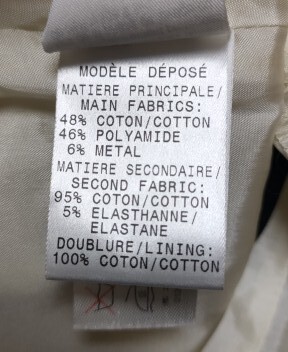 MODÈLE DÉPOSÉ
MATIERE PRINCIPALE/
MAIN FABRICS:
48% COTON/COTTON
46% POLYAMIDE
6% METAL
MATIERE SECONDAIRE/
SECOND FABRIC:
95% COTON/COTTON
5% ELASTHANNE/
ELASTANE
DOUBLURE/LINING:
100% COTON/COTTON